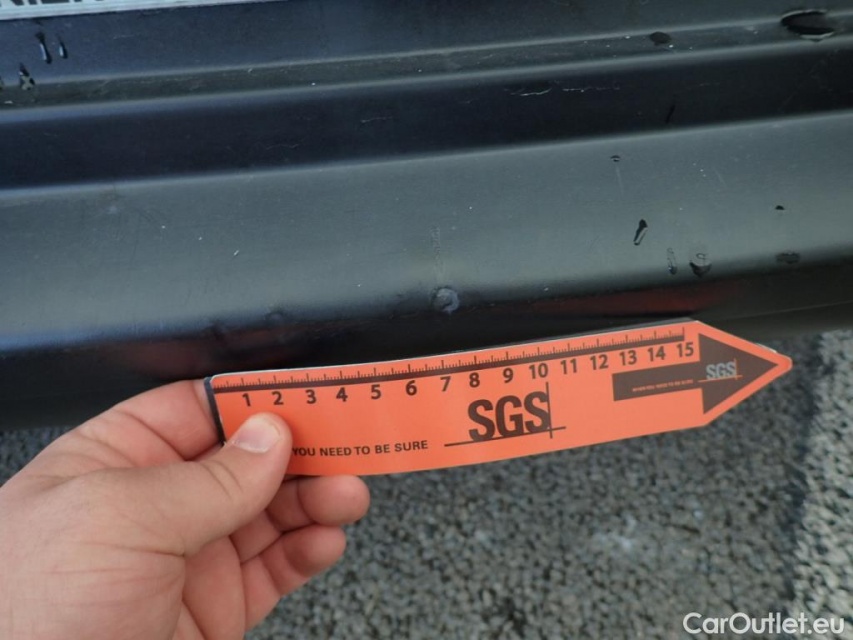 1 2 3 4 5 6 7 8 9 10 11 12 13 14 15
SGS
SGS
YOU NEED TO BE SURE
CarOutlet.eu